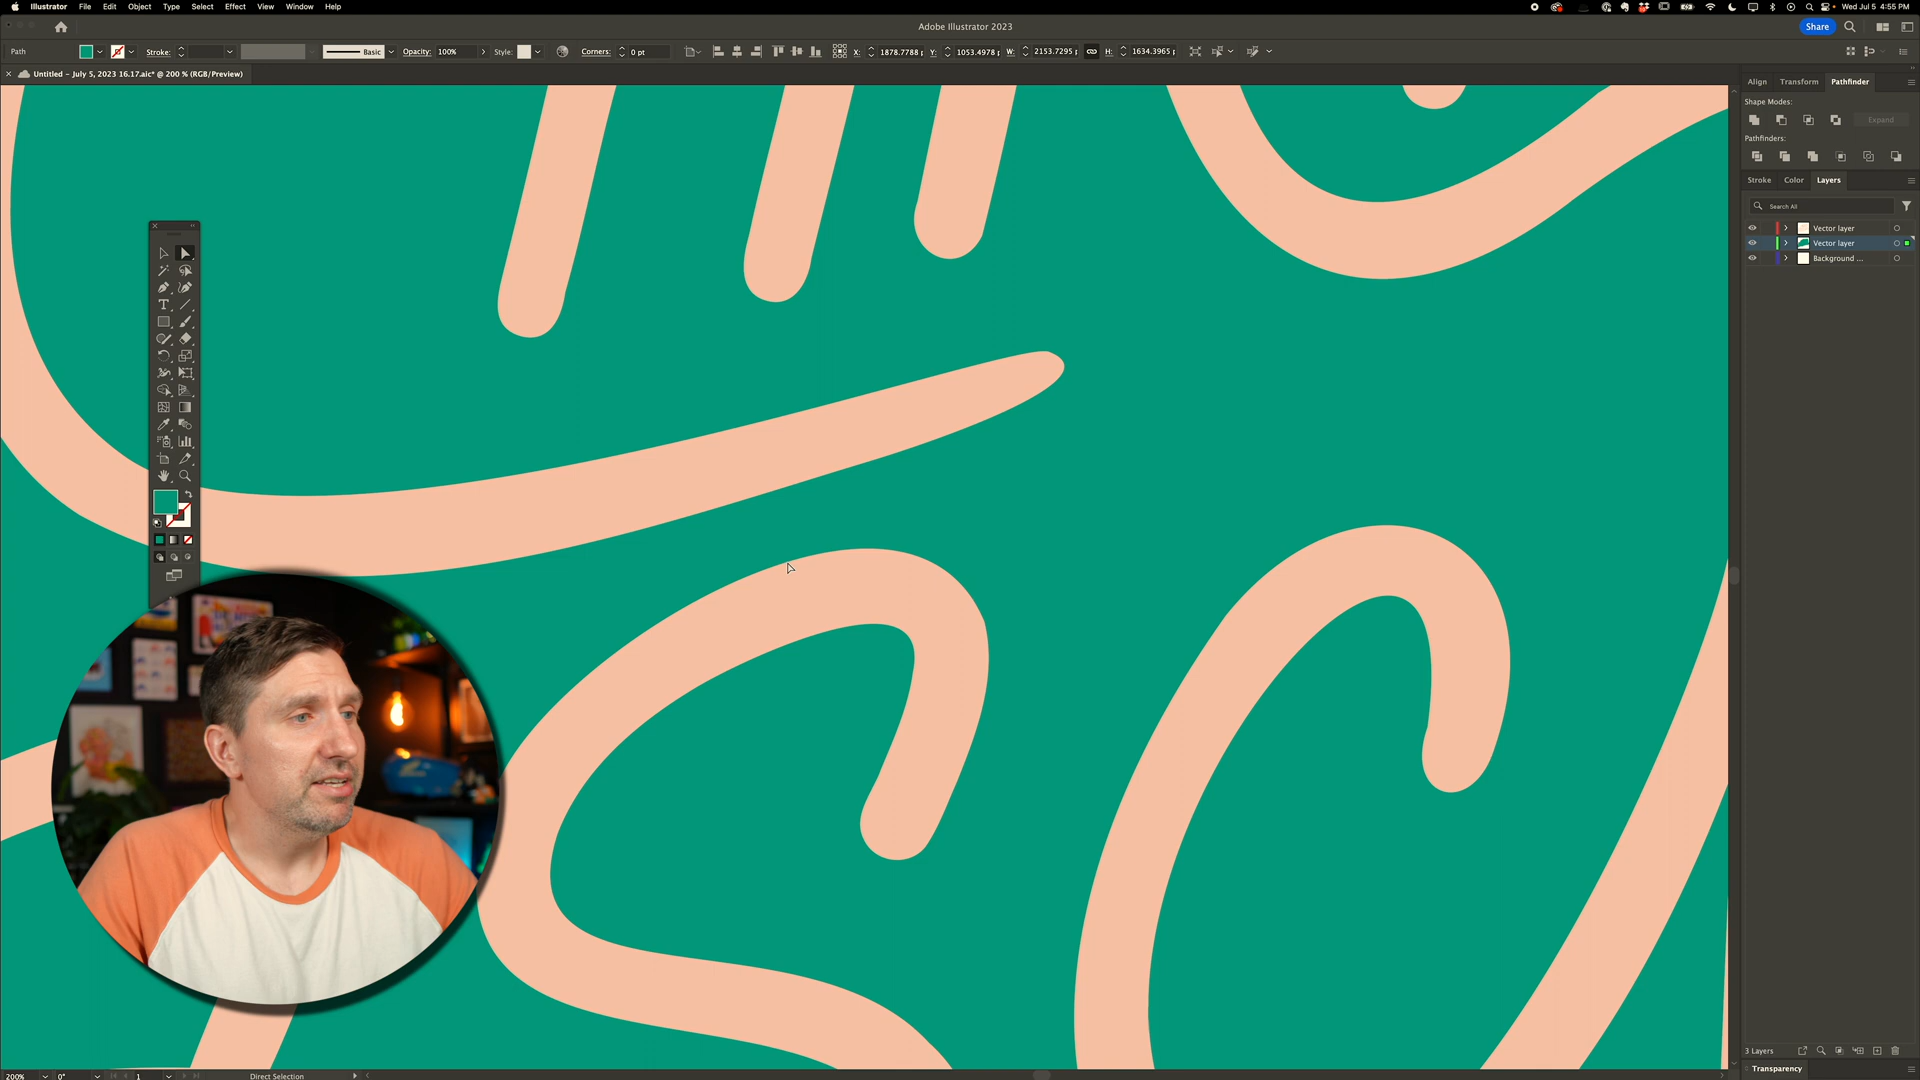 Illustrator File Edit Object Type Select Effect View Window Help Wed Jul 5 4:55 PM
Adobe Illustrator 2023 Share
Path Stroke: Basic Opacity: 100% Style: Corners: 0 pt X: 1878.7788 Y: 1053.4978 W: 2153.7295 H: 1634.3965
Untitled – July 5, 2023 16.17.aic* @ 200 % (RGB/Preview)
Align Transform Pathfinder
Shape Modes:
Expand
Pathfinders:
Stroke Color Layers
Search All
Vector layer
Vector layer
Background ...
3 Layers
Transparency
200% 0° 1 Direct Selection